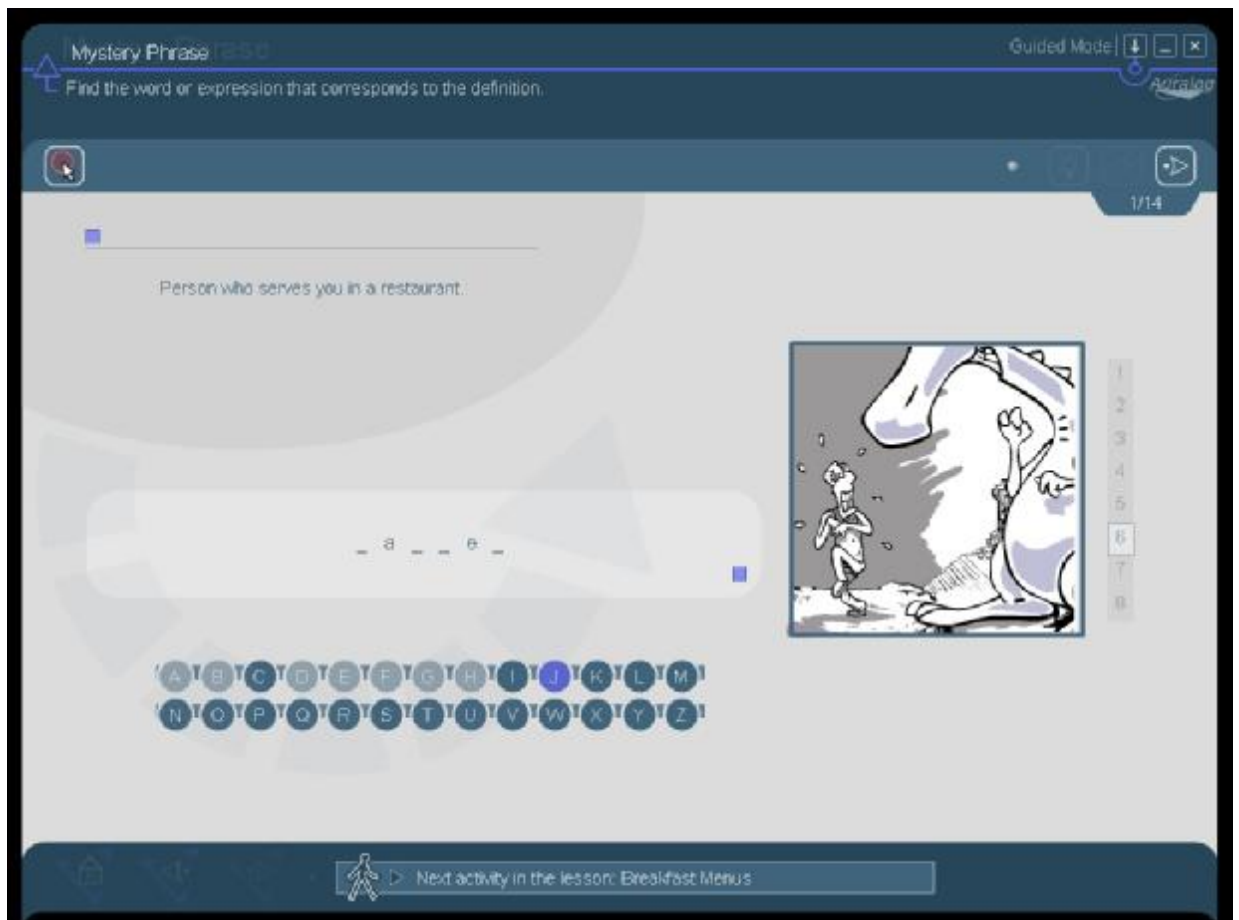 Mystery Phrase
Guided Mode
Find the word or expression that corresponds to the definition.
Auralog
1/14
Person who serves you in a restaurant.
1
2
3
4
5
6
7
8
_ a _ _ e _
A B C D E F G H I J K L M
N O P Q R S T U V W X Y Z
Next activity in the lesson: Breakfast Menus